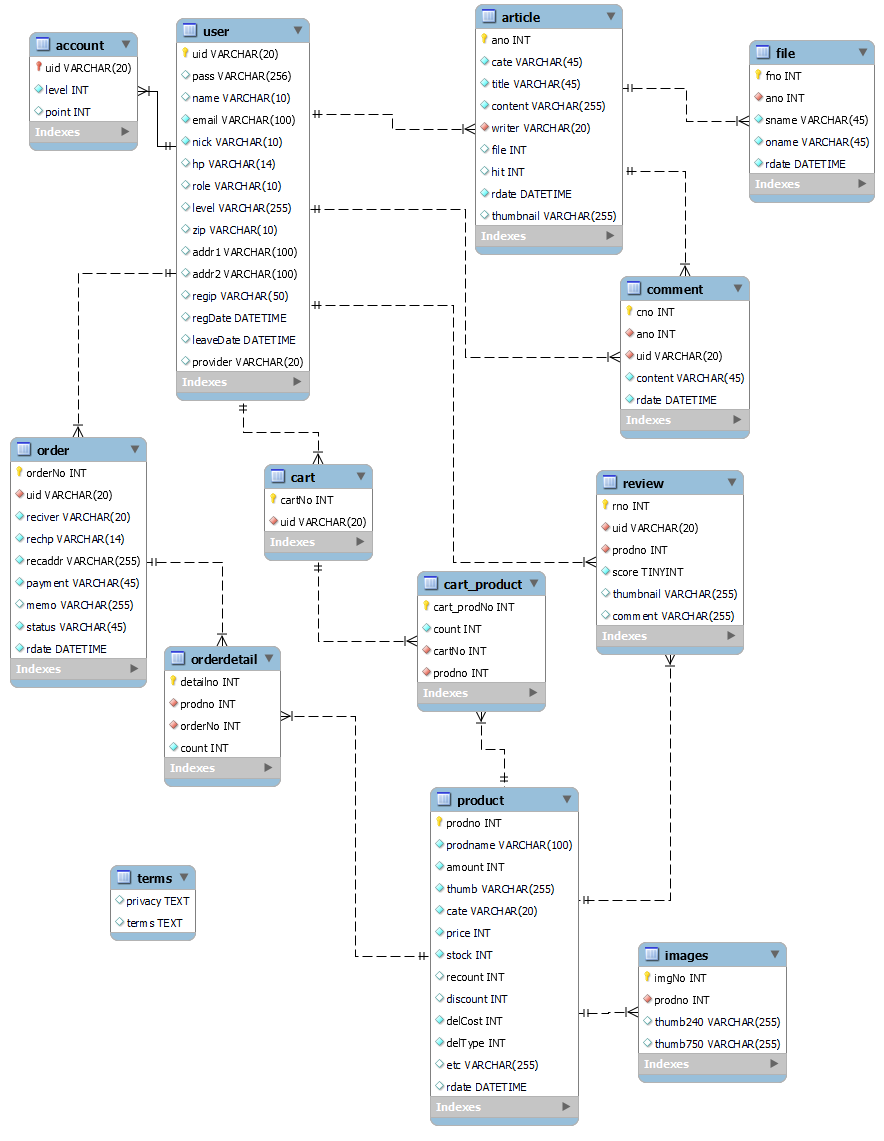 account
uid VARCHAR(20)
level INT
point INT
Indexes
user
uid VARCHAR(20)
pass VARCHAR(256)
name VARCHAR(10)
email VARCHAR(100)
nick VARCHAR(10)
hp VARCHAR(14)
role VARCHAR(10)
level VARCHAR(255)
zip VARCHAR(10)
addr1 VARCHAR(100)
addr2 VARCHAR(100)
regip VARCHAR(50)
regDate DATETIME
leaveDate DATETIME
provider VARCHAR(20)
Indexes
article
ano INT
cate VARCHAR(45)
title VARCHAR(45)
content VARCHAR(255)
writer VARCHAR(20)
file INT
hit INT
rdate DATETIME
thumbnail VARCHAR(255)
Indexes
file
fno INT
ano INT
sname VARCHAR(45)
oname VARCHAR(45)
rdate DATETIME
Indexes
comment
cno INT
ano INT
uid VARCHAR(20)
content VARCHAR(45)
rdate DATETIME
Indexes
order
orderNo INT
uid VARCHAR(20)
reciver VARCHAR(20)
rechp VARCHAR(14)
recaddr VARCHAR(255)
payment VARCHAR(45)
memo VARCHAR(255)
status VARCHAR(45)
rdate DATETIME
Indexes
cart
cartNo INT
uid VARCHAR(20)
Indexes
review
rno INT
uid VARCHAR(20)
prodno INT
score TINYINT
thumbnail VARCHAR(255)
comment VARCHAR(255)
Indexes
cart_product
cart_prodNo INT
count INT
cartNo INT
prodno INT
Indexes
orderdetail
detailno INT
prodno INT
orderNo INT
count INT
Indexes
product
prodno INT
prodname VARCHAR(100)
amount INT
thumb VARCHAR(255)
cate VARCHAR(20)
price INT
stock INT
recount INT
discount INT
delCost INT
delType INT
etc VARCHAR(255)
rdate DATETIME
Indexes
terms
privacy TEXT
terms TEXT
images
imgNo INT
prodno INT
thumb240 VARCHAR(255)
thumb750 VARCHAR(255)
Indexes